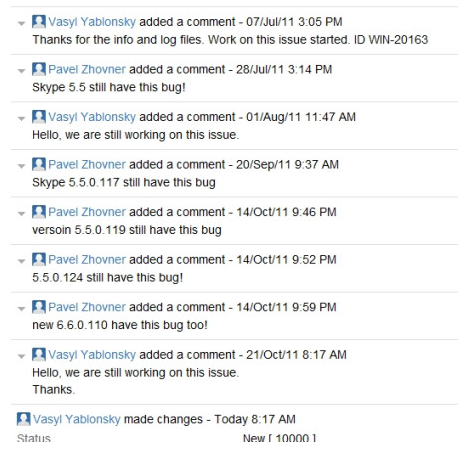 Vasyl Yablonsky added a comment - 07/Jul/11 3:05 PM
Thanks for the info and log files. Work on this issue started. ID WIN-20163
Pavel Zhovner added a comment - 28/Jul/11 3:14 PM
Skype 5.5 still have this bug!
Vasyl Yablonsky added a comment - 01/Aug/11 11:47 AM
Hello, we are still working on this issue.
Pavel Zhovner added a comment - 20/Sep/11 9:37 AM
Skype 5.5.0.117 still have this bug
Pavel Zhovner added a comment - 14/Oct/11 9:46 PM
versoin 5.5.0.119 still have this bug
Pavel Zhovner added a comment - 14/Oct/11 9:52 PM
5.5.0.124 still have this bug!
Pavel Zhovner added a comment - 14/Oct/11 9:59 PM
new 6.6.0.110 have this bug too!
Vasyl Yablonsky added a comment - 21/Oct/11 8:17 AM
Hello, we are still working on this issue.
Thanks.
Vasyl Yablonsky made changes - Today 8:17 AM
Status New [ 10000 ]